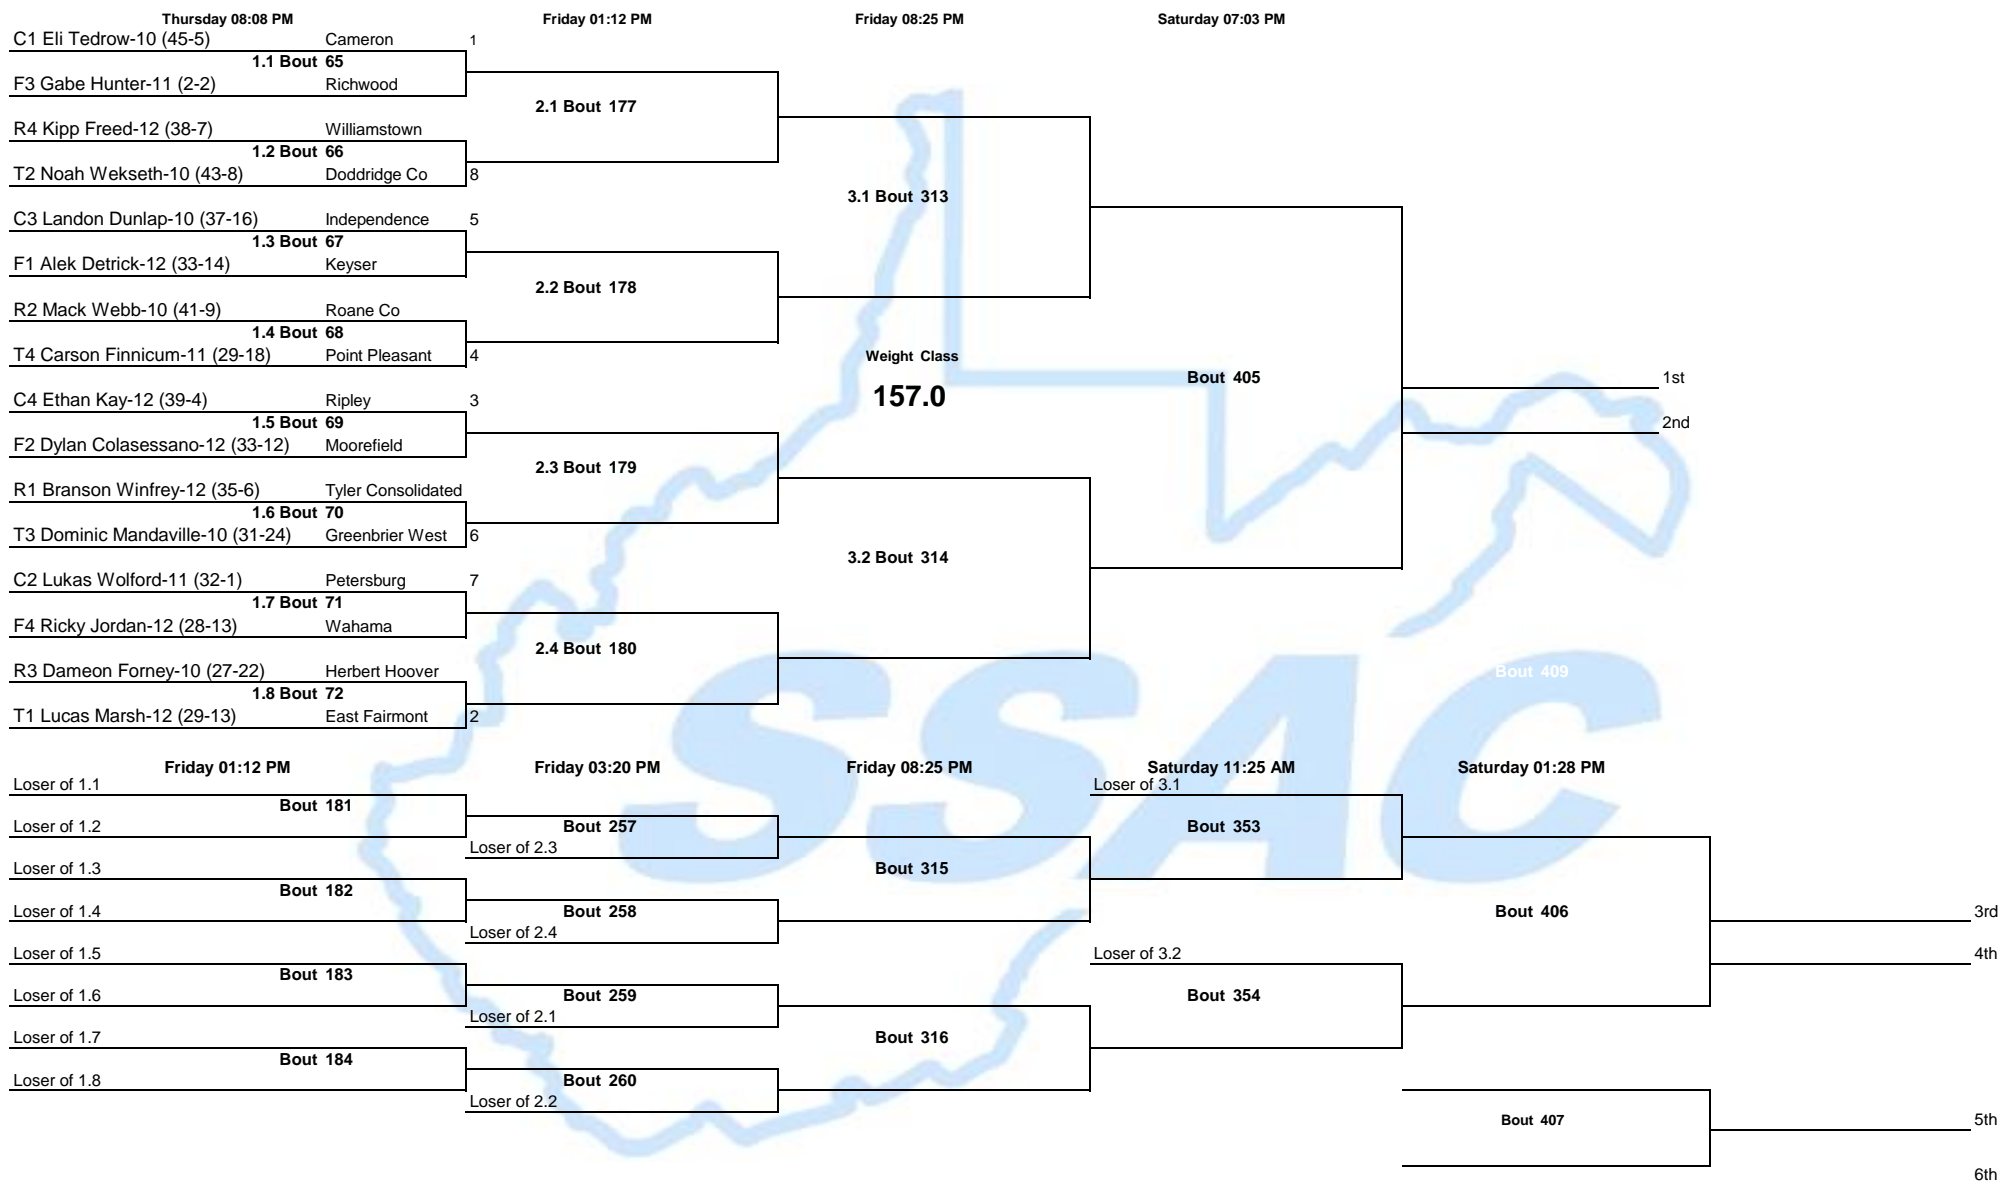 Thursday 08:08 PM Friday 01:12 PM Friday 08:25 PM Saturday 07:03 PM
C1 Eli Tedrow-10 (45-5) Cameron 1
1.1 Bout 65
F3 Gabe Hunter-11 (2-2) Richwood
2.1 Bout 177
R4 Kipp Freed-12 (38-7) Williamstown
1.2 Bout 66
T2 Noah Wekseth-10 (43-8) Doddridge Co 8
3.1 Bout 313
C3 Landon Dunlap-10 (37-16) Independence 5
1.3 Bout 67
F1 Alek Detrick-12 (33-14) Keyser
2.2 Bout 178
R2 Mack Webb-10 (41-9) Roane Co
1.4 Bout 68
T4 Carson Finnicum-11 (29-18) Point Pleasant 4
Weight Class
157.0
Bout 405
1st
2nd
C4 Ethan Kay-12 (39-4) Ripley 3
1.5 Bout 69
F2 Dylan Colasessano-12 (33-12) Moorefield
2.3 Bout 179
R1 Branson Winfrey-12 (35-6) Tyler Consolidated
1.6 Bout 70
T3 Dominic Mandaville-10 (31-24) Greenbrier West 6
3.2 Bout 314
C2 Lukas Wolford-11 (32-1) Petersburg 7
1.7 Bout 71
F4 Ricky Jordan-12 (28-13) Wahama
2.4 Bout 180
R3 Dameon Forney-10 (27-22) Herbert Hoover
1.8 Bout 72
T1 Lucas Marsh-12 (29-13) East Fairmont 2
Bout 409
SSAC
Friday 01:12 PM Friday 03:20 PM Friday 08:25 PM Saturday 11:25 AM Saturday 01:28 PM
Loser of 1.1 Loser of 3.1
Bout 181
Loser of 1.2 Bout 257 Bout 353
Loser of 2.3
Loser of 1.3 Bout 315
Bout 182
Loser of 1.4 Bout 258 Bout 406 3rd
Loser of 2.4
Loser of 1.5 Loser of 3.2 4th
Bout 183
Loser of 1.6 Bout 259 Bout 354
Loser of 2.1
Loser of 1.7 Bout 316
Bout 184
Loser of 1.8 Bout 260
Loser of 2.2
Bout 407 5th
6th